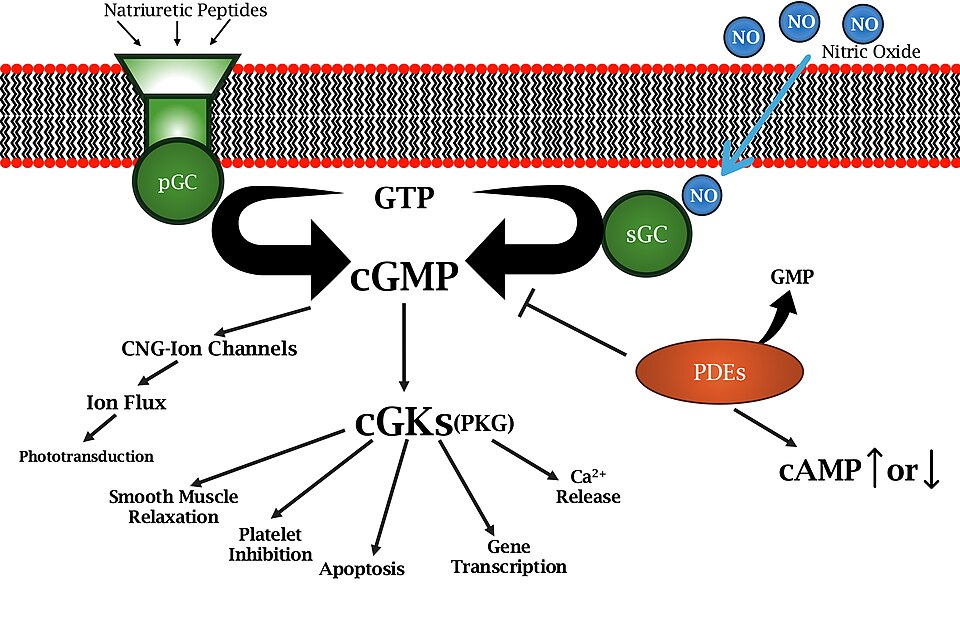 Natriuretic Peptides
NO
NO
NO
Nitric Oxide
pGC
GTP
NO
sGC
cGMP
GMP
CNG-Ion Channels
PDEs
Ion Flux
cGKs(PKG)
Phototransduction
cAMP↑or↓
Smooth Muscle
Relaxation
Platelet
Inhibition
Apoptosis
Gene
Transcription
Ca²⁺
Release